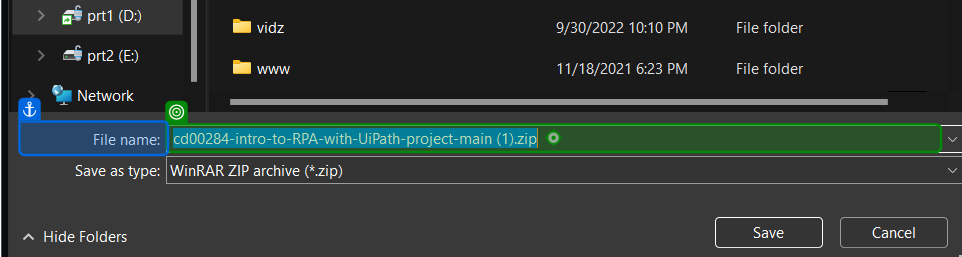 prt1 (D:)
vidz 9/30/2022 10:10 PM File folder
prt2 (E:)
www 11/18/2021 6:23 PM File folder
Network
File name: cd00284-intro-to-RPA-with-UiPath-project-main (1).zip
Save as type: WinRAR ZIP archive (*.zip)
Hide Folders
Save Cancel